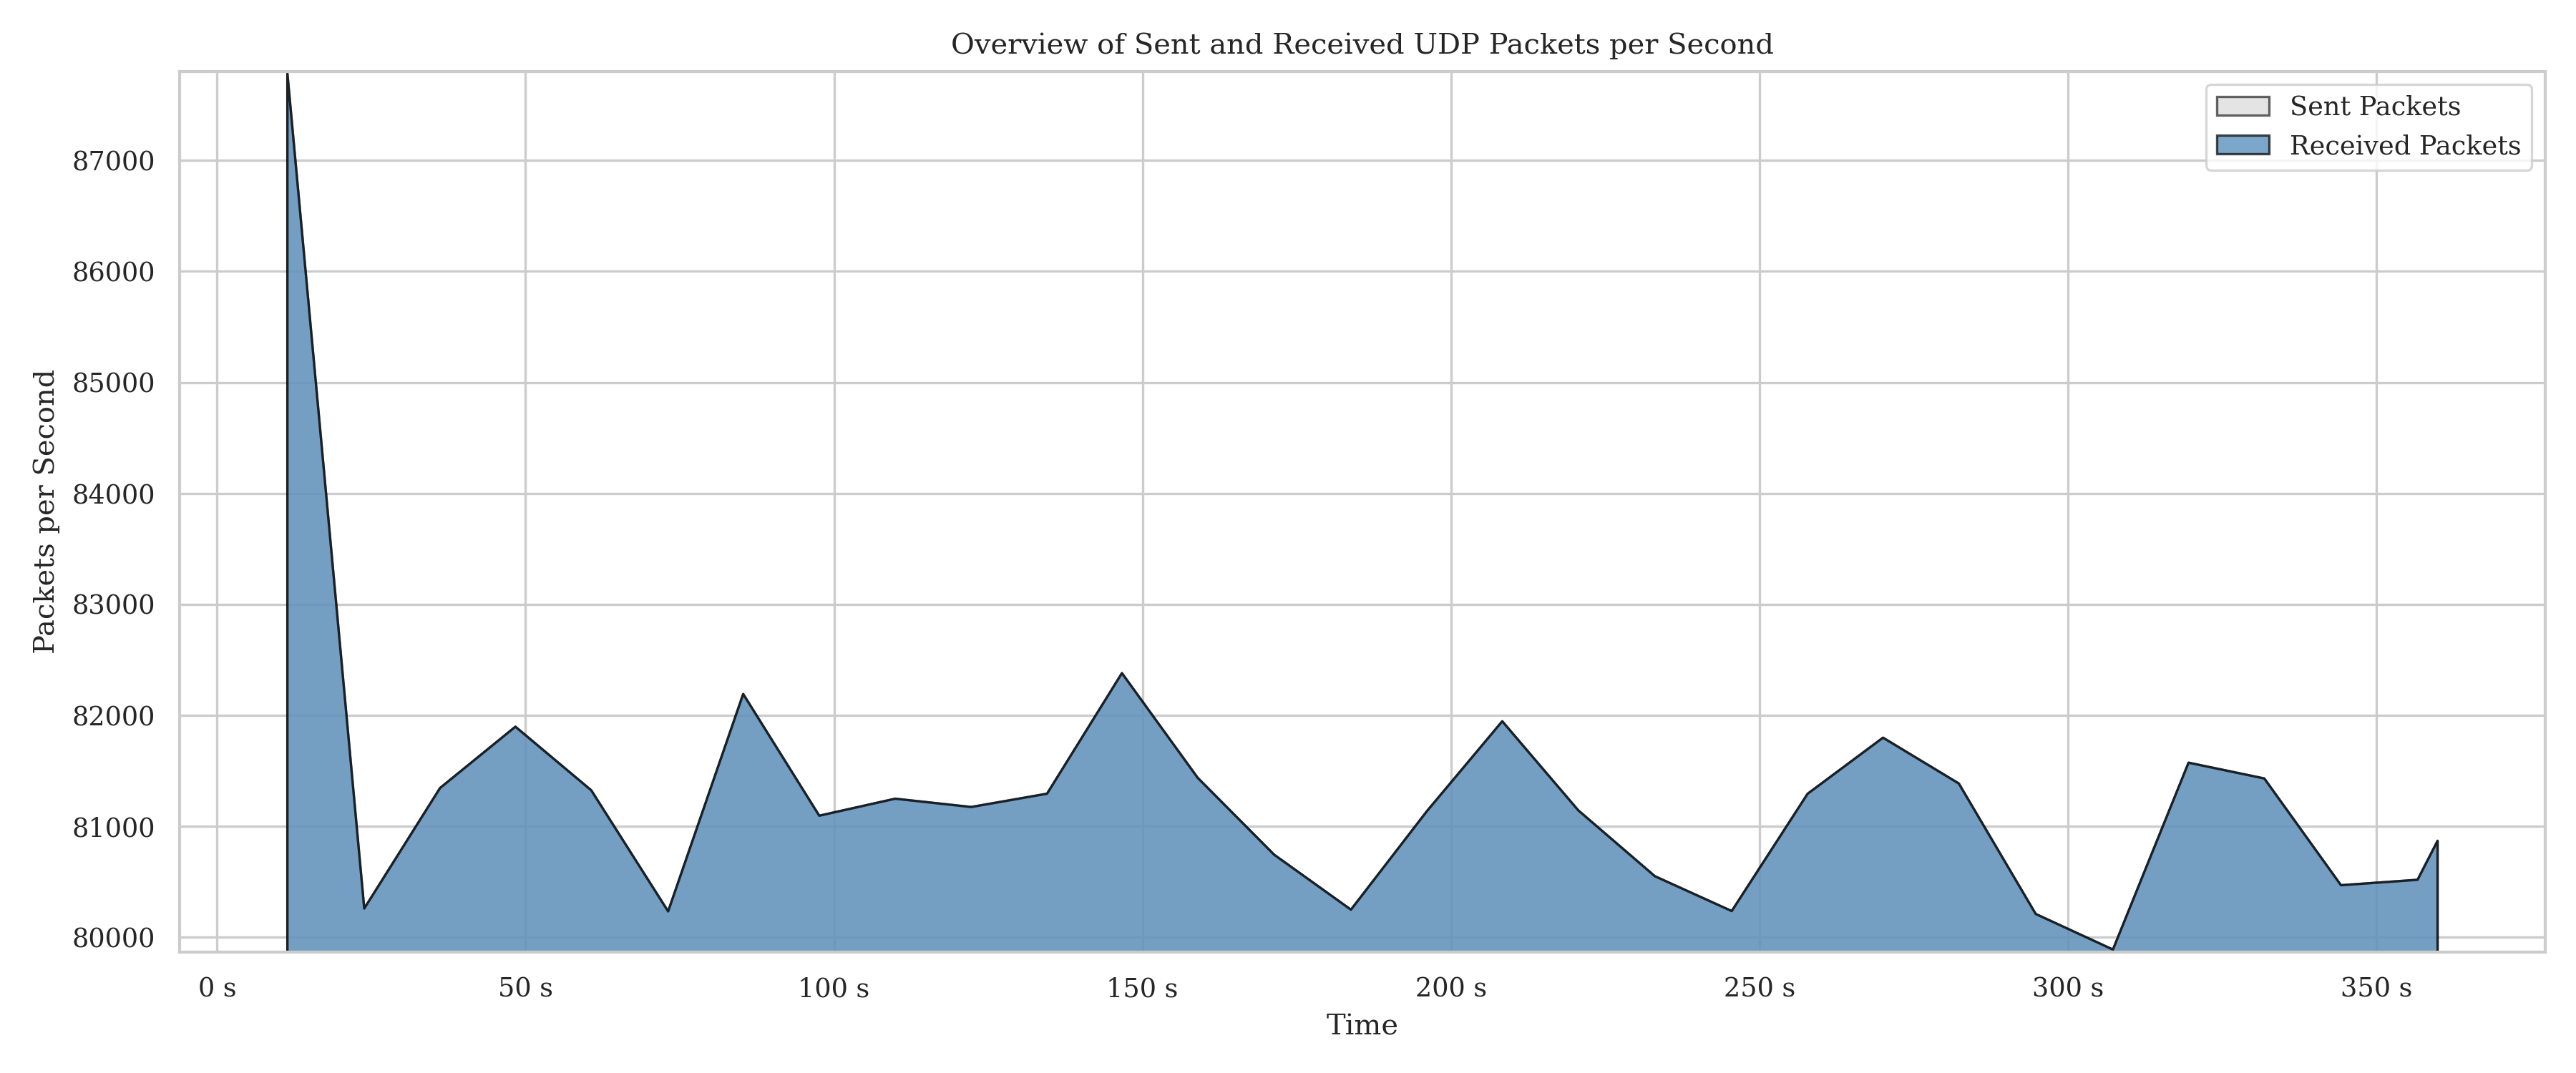 Overview of Sent and Received UDP Packets per Second
Sent Packets
Received Packets
Packets per Second
87000
86000
85000
84000
83000
82000
81000
80000
0 s
50 s
100 s
150 s
200 s
250 s
300 s
350 s
Time